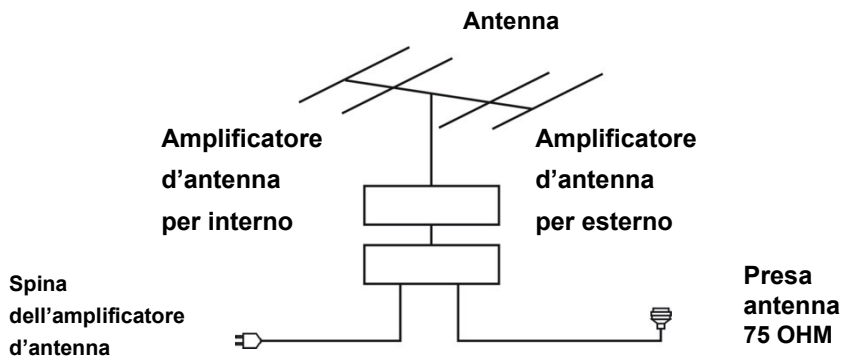 Antenna
Amplificatore
d’antenna
per interno
Amplificatore
d’antenna
per esterno
Spina
dell’amplificatore
d’antenna
Presa
antenna
75 OHM